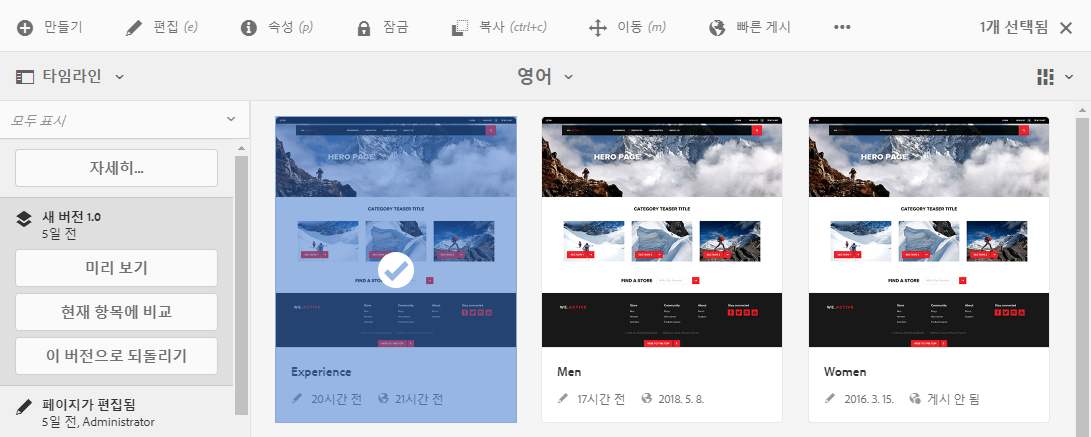 만들기 편집 (e) 속성 (p) 잠금 복사 (ctrl+c) 이동 (m) 빠른 게시 1개 선택됨
타임라인 영어
모두 표시
자세히...
새 버전 1.0
5일 전
미리 보기
현재 항목에 비교
이 버전으로 되돌리기
페이지가 편집됨
5일 전, Administrator
HERO PAGE
CATEGORY TEASER TITLE
FIND A STORE
WE.ACTIVE
Experience
20시간 전 21시간 전
HERO PAGE
CATEGORY TEASER TITLE
FIND A STORE
WE.ACTIVE
Men
17시간 전 2018. 5. 8.
HERO PAGE
CATEGORY TEASER TITLE
FIND A STORE
WE.ACTIVE
Women
2016. 3. 15. 게시 안 됨